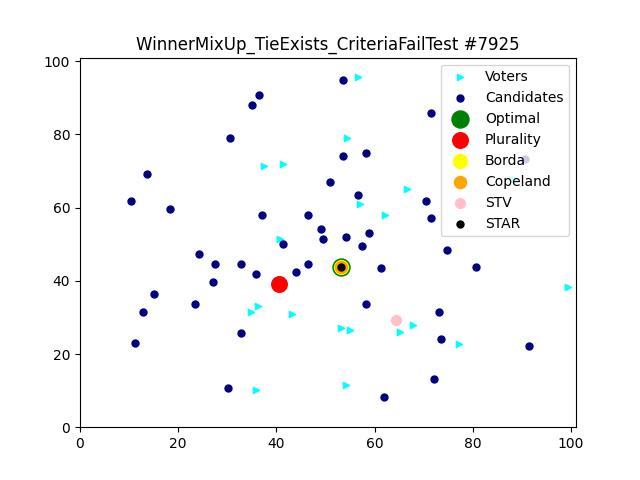 WinnerMixUp_TieExists_CriteriaFailTest #7925
100
80
60
40
20
0
0 20 40 60 80 100
Voters
Candidates
Optimal
Plurality
Borda
Copeland
STV
STAR